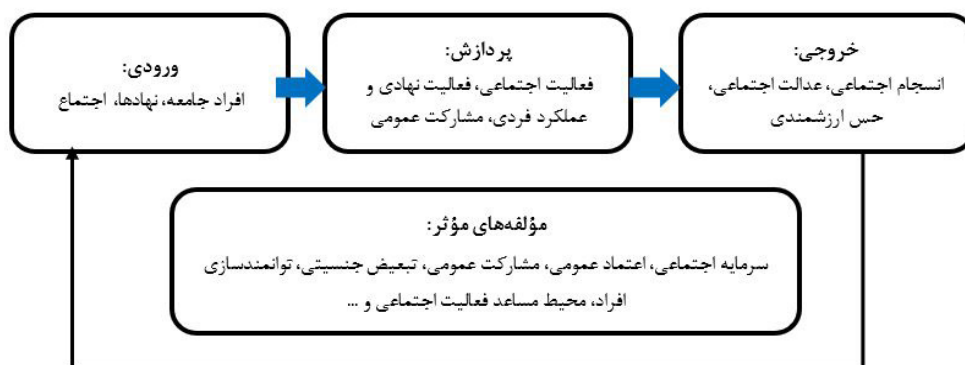 ورودی:
افراد جامعه، نهادها، اجتماع
پردازش:
فعالیت اجتماعی، فعالیت نهادی و
عملکرد فردی، مشارکت عمومی
خروجی:
انسجام اجتماعی، عدالت اجتماعی،
حس ارزشمندی
مؤلفه‌های مؤثر:
سرمایه اجتماعی، اعتماد عمومی، مشارکت عمومی، تبعیض جنسیتی، توانمندسازی
افراد، محیط مساعد فعالیت اجتماعی و ...